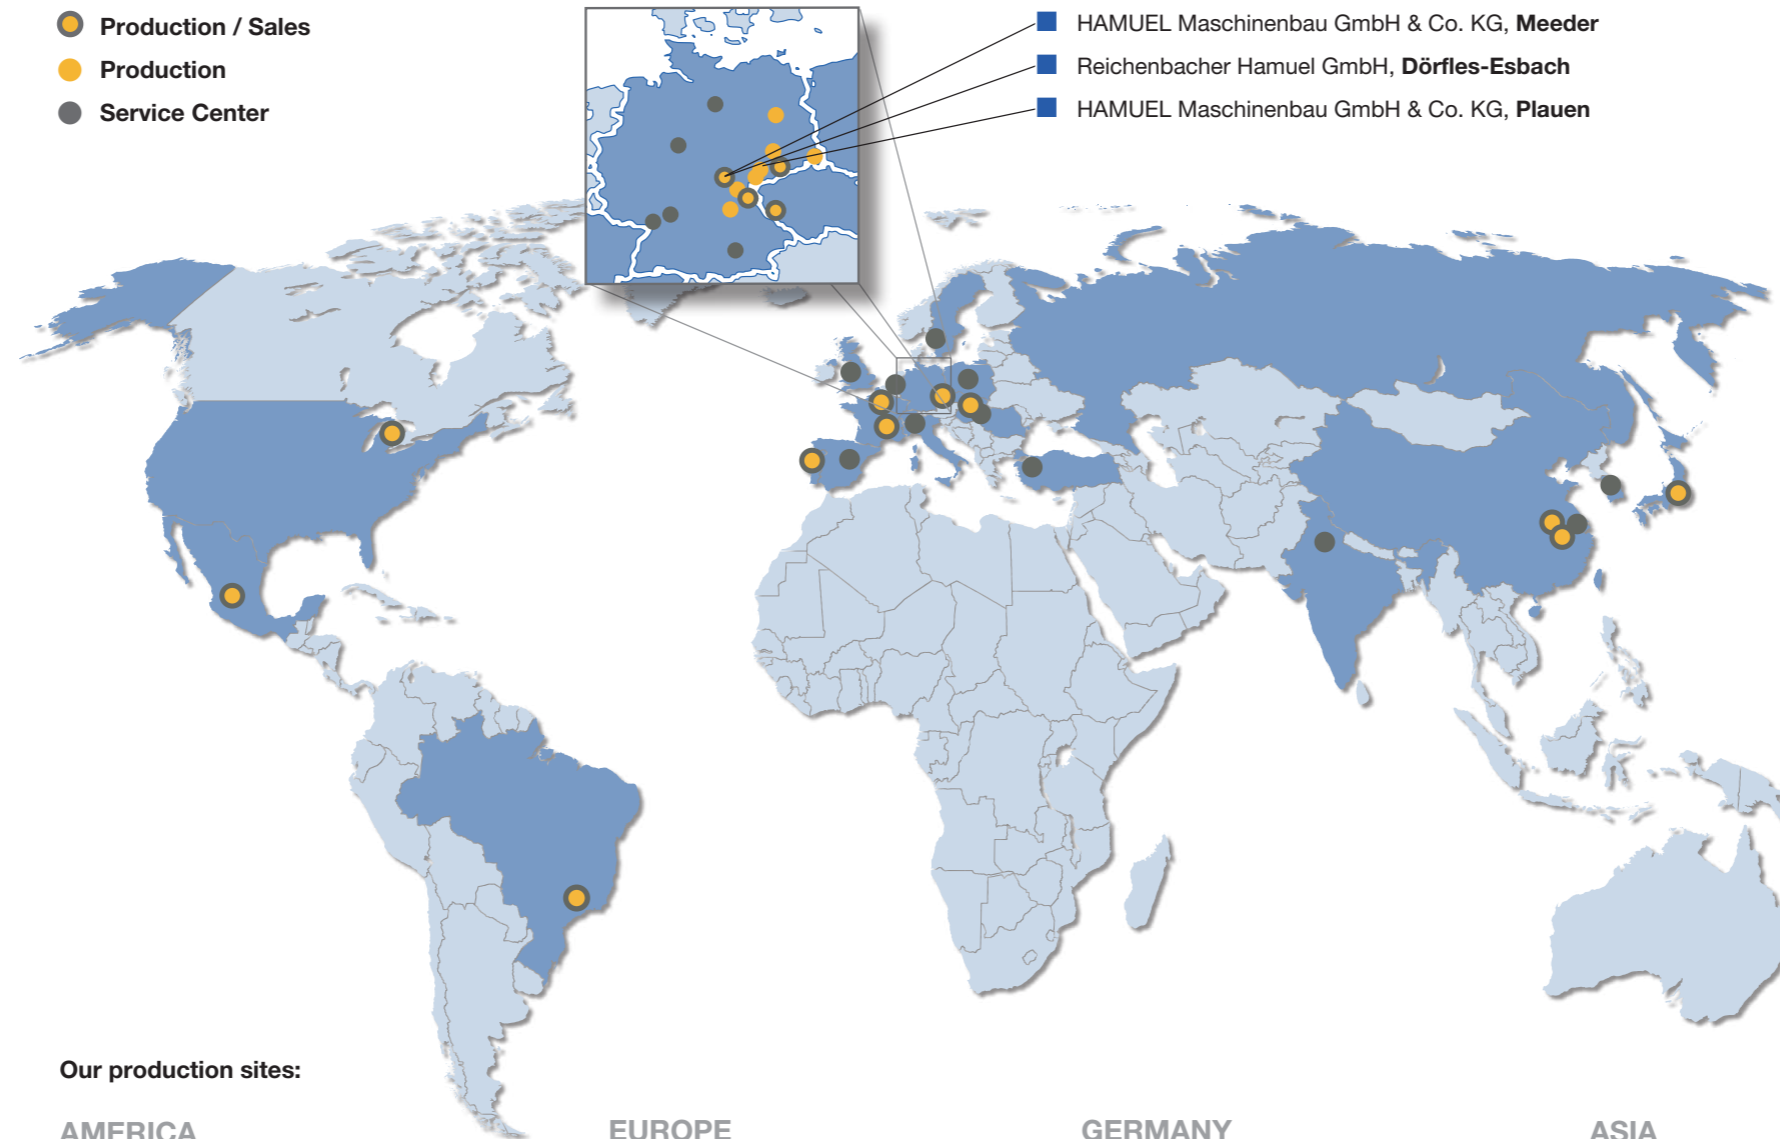 Production / Sales
Production
Service Center
HAMUEL Maschinenbau GmbH & Co. KG, Meeder
Reichenbacher Hamuel GmbH, Dörfles-Esbach
HAMUEL Maschinenbau GmbH & Co. KG, Plauen
Our production sites:
AMERICA
EUROPE
GERMANY
ASIA